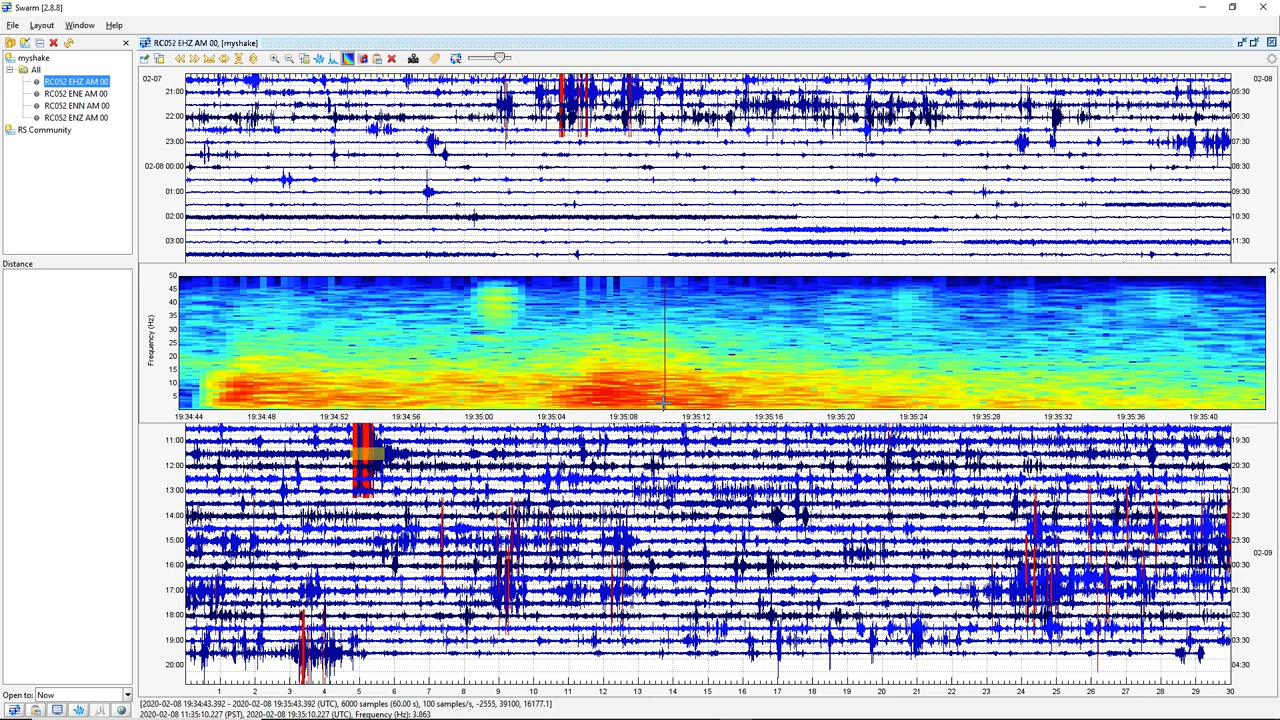 Swarm [2.8.8]
File Layout Window Help
RC052 EHZ AM 00, [myshake]
myshake
All
RC052 EHZ AM 00
RC052 ENE AM 00
RC052 ENN AM 00
RC052 ENZ AM 00
RS Community
Distance
Open to: Now
02-07 02-08
21:00 05:30
22:00 06:30
23:00 07:30
02-08 00:00 08:30
01:00 09:30
02:00 10:30
03:00 11:30
Frequency (Hz)
50
45
40
35
30
25
20
15
10
5
19:34:44 19:34:48 19:34:52 19:34:56 19:35:00 19:35:04 19:35:08 19:35:12 19:35:16 19:35:20 19:35:24 19:35:28 19:35:32 19:35:36 19:35:40
11:00 19:30
12:00 20:30
13:00 21:30
14:00 22:30
15:00 23:30
02-09
16:00 00:30
17:00 01:30
18:00 02:30
19:00 03:30
20:00 04:30
1 2 3 4 5 6 7 8 9 10 11 12 13 14 15 16 17 18 19 20 21 22 23 24 25 26 27 28 29 30
[2020-02-08 19:34:43.392 - 2020-02-08 19:35:43.392 (UTC), 6000 samples (60.00 s), 100 samples/s, -2555, 39100, 16177.1]
2020-02-08 11:35:10.227 (PST), 2020-02-08 19:35:10.227 (UTC), Frequency (Hz): 3.863